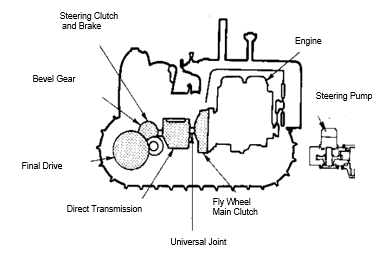 Steering Clutch
and Brake
Engine
Bevel Gear
Steering Pump
Final Drive
Direct Transmission
Fly Wheel
Main Clutch
Universal Joint